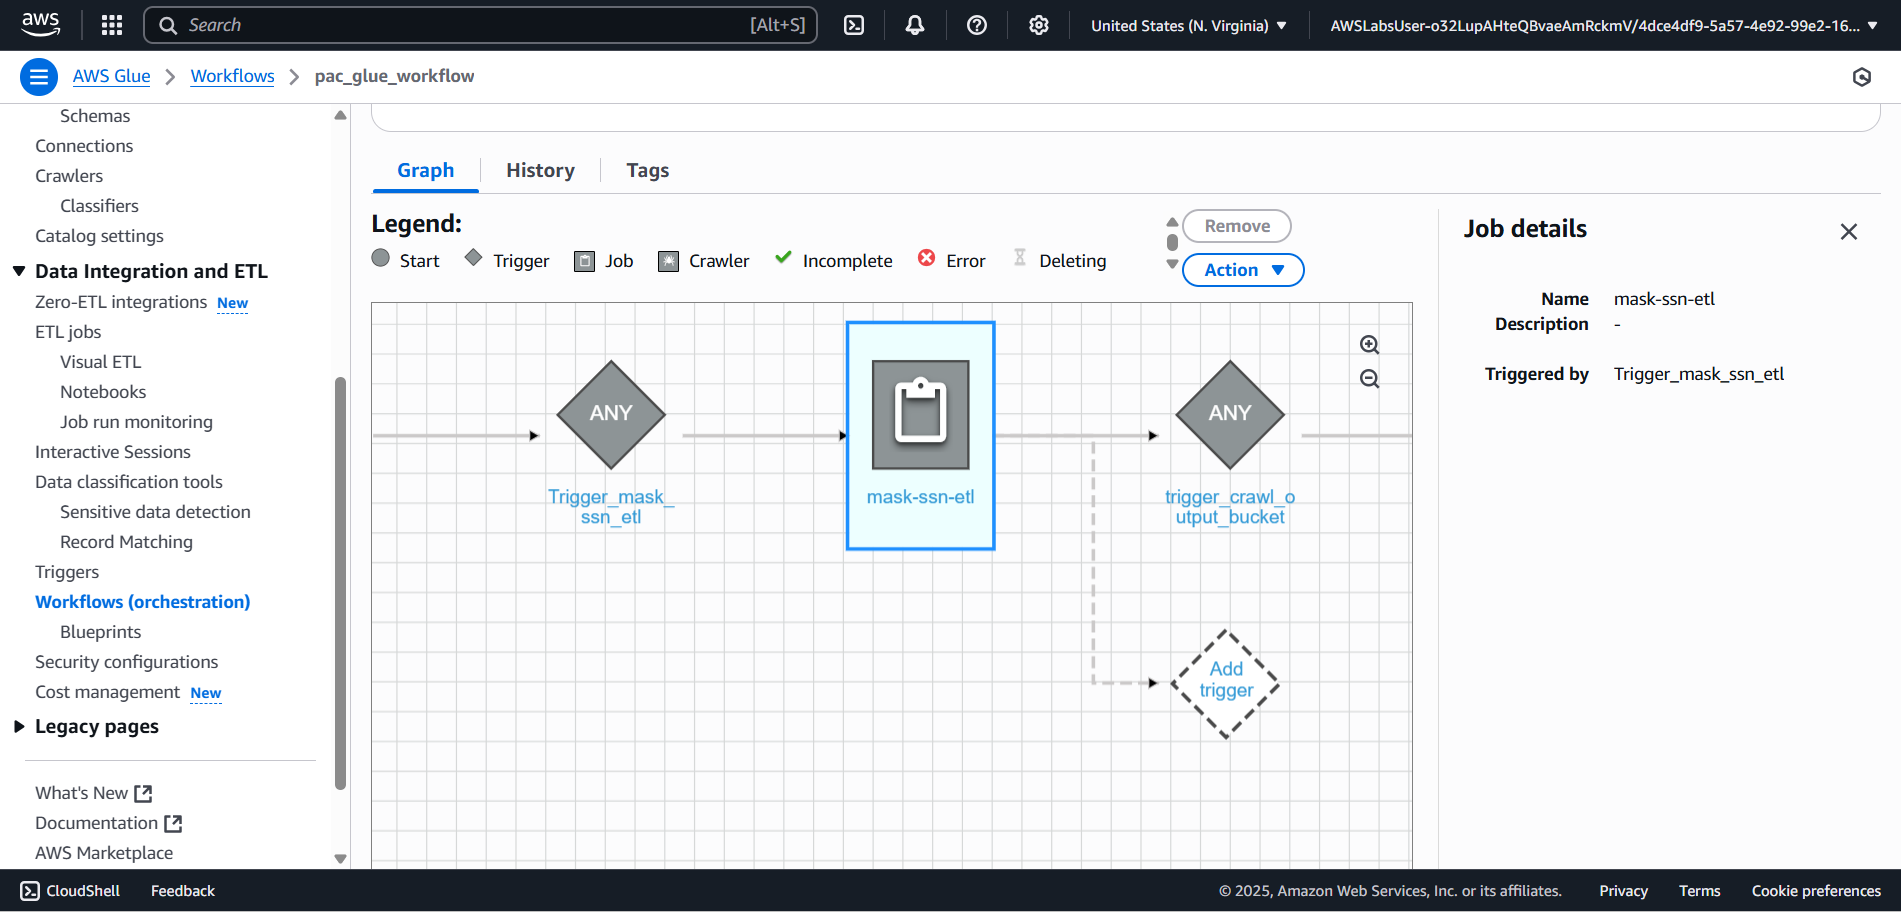 aws
Search
[Alt+S]
United States (N. Virginia)
AWSLabsUser-o32LupAHteQBvaeAmRckmV/4dce4df9-5a57-4e92-99e2-16...
AWS Glue
Workflows
pac_glue_workflow
Schemas
Connections
Crawlers
Classifiers
Catalog settings
Data Integration and ETL
Zero-ETL integrations New
ETL jobs
Visual ETL
Notebooks
Job run monitoring
Interactive Sessions
Data classification tools
Sensitive data detection
Record Matching
Triggers
Workflows (orchestration)
Blueprints
Security configurations
Cost management New
Legacy pages
What's New
Documentation
AWS Marketplace
Graph
History
Tags
Legend:
Start
Trigger
Job
Crawler
Incomplete
Error
Deleting
Remove
Action
ANY
Trigger_mask_
ssn_etl
mask-ssn-etl
ANY
trigger_crawl_o
utput_bucket
Add
trigger
Job details
Name mask-ssn-etl
Description -
Triggered by Trigger_mask_ssn_etl
CloudShell
Feedback
© 2025, Amazon Web Services, Inc. or its affiliates.
Privacy
Terms
Cookie preferences